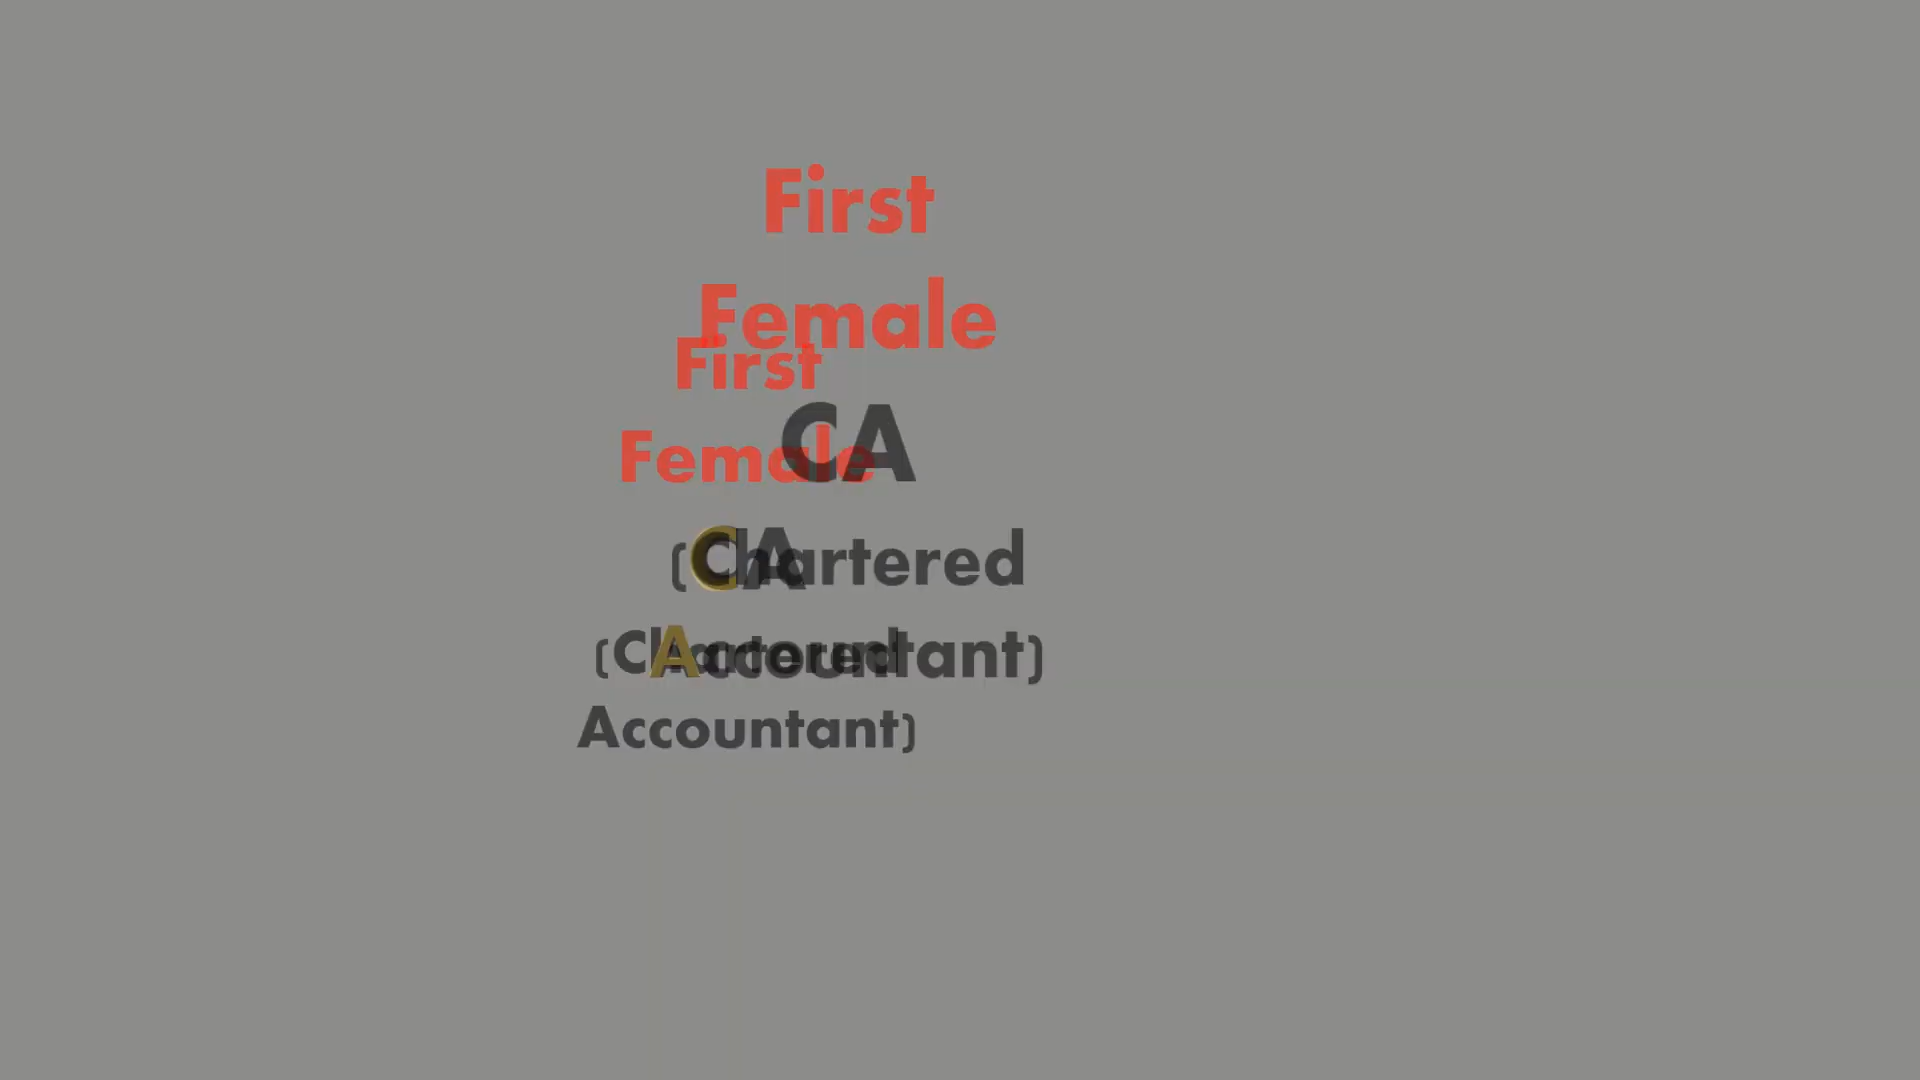 First
Female
First
CA
Female
(Chartered
CA
Accountant)
(Chartered
Accountant)